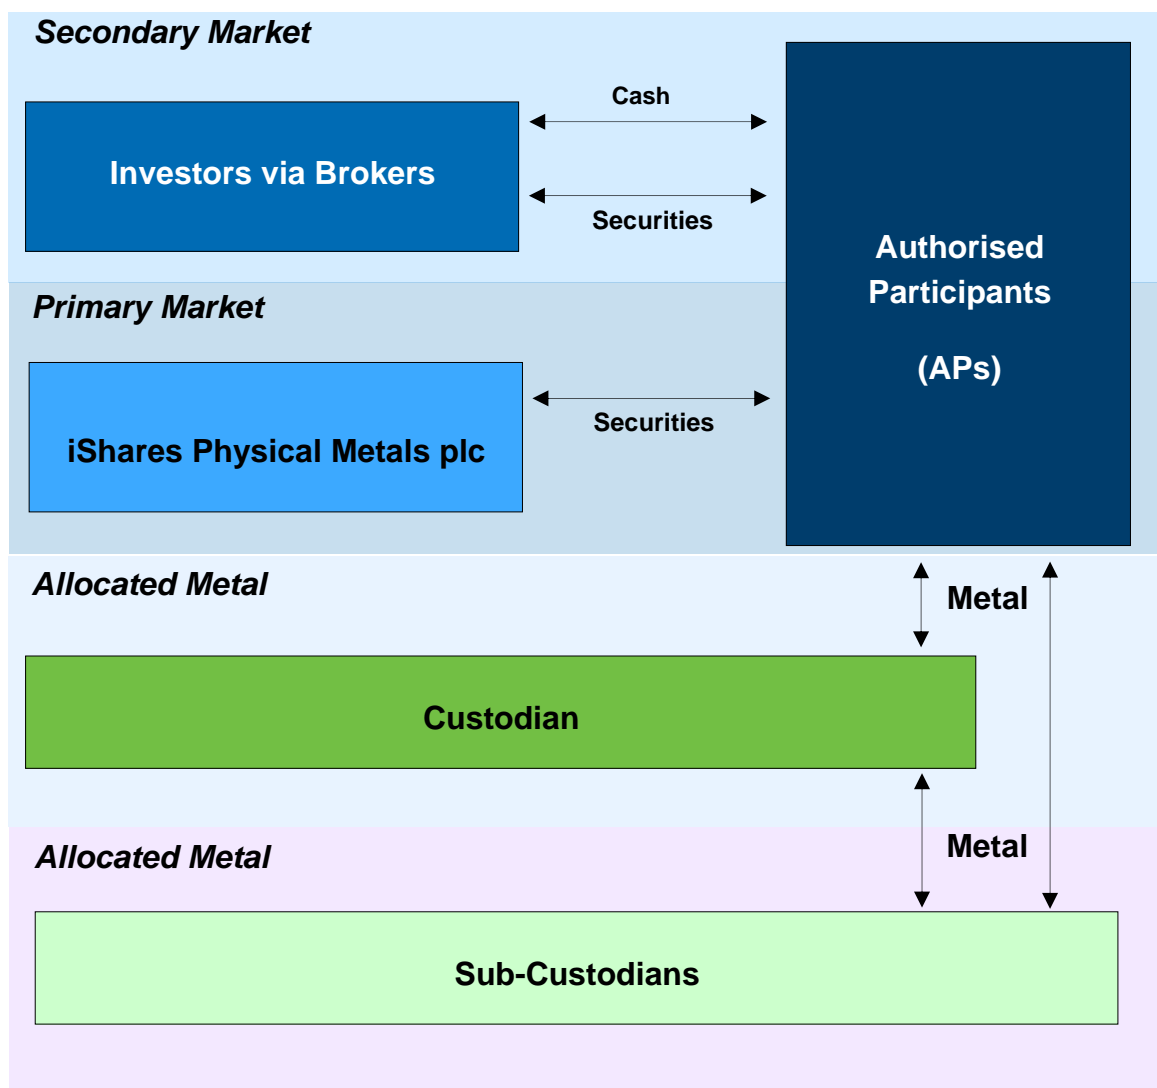 Secondary Market
Cash
Investors via Brokers
Securities
Authorised
Participants
(APs)
Primary Market
iShares Physical Metals plc
Securities
Allocated Metal
Metal
Custodian
Allocated Metal
Metal
Sub-Custodians